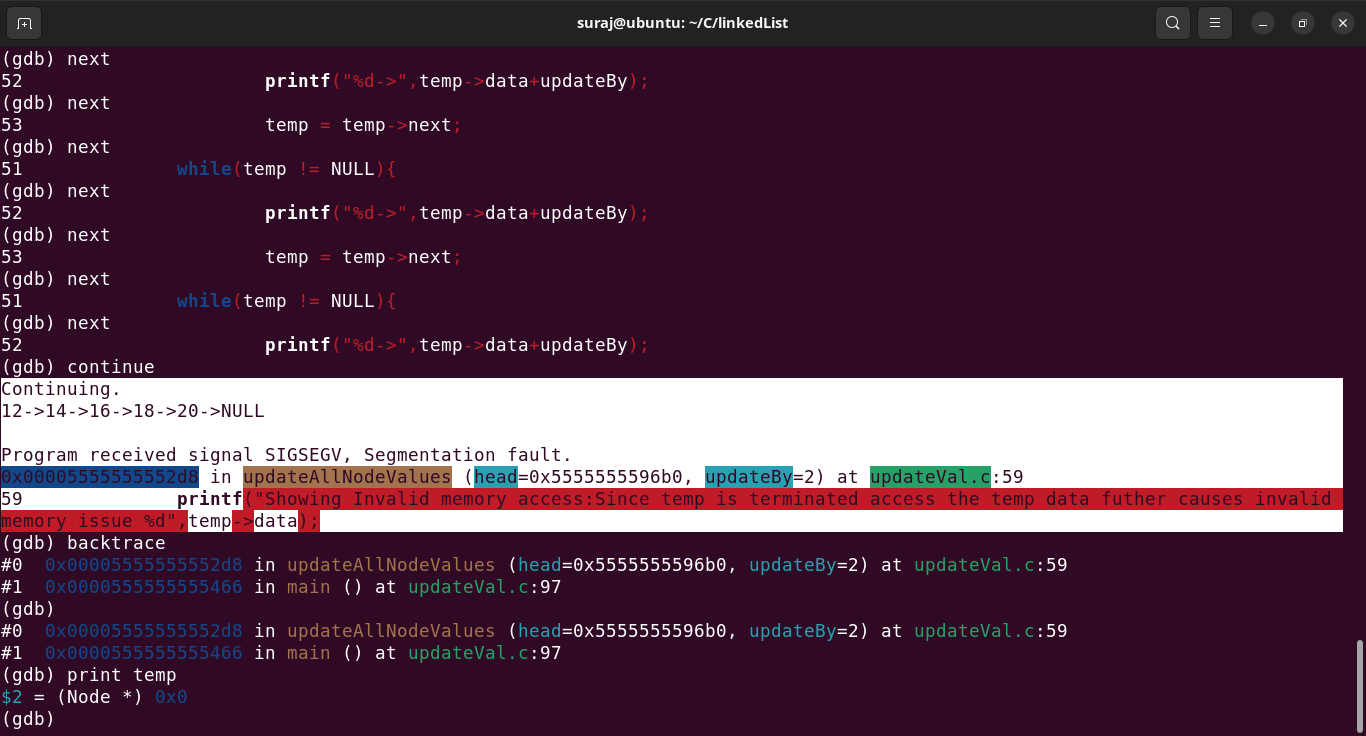 suraj@ubuntu: ~/C/linkedList
(gdb) next
52                      printf("%d->",temp->data+updateBy);
(gdb) next
53                      temp = temp->next;
(gdb) next
51              while(temp != NULL){
(gdb) next
52                      printf("%d->",temp->data+updateBy);
(gdb) next
53                      temp = temp->next;
(gdb) next
51              while(temp != NULL){
(gdb) next
52                      printf("%d->",temp->data+updateBy);
(gdb) continue
Continuing.
12->14->16->18->20->NULL
Program received signal SIGSEGV, Segmentation fault.
0x00005555555552d8 in updateAllNodeValues (head=0x5555555596b0, updateBy=2) at updateVal.c:59
59              printf("Showing Invalid memory access:Since temp is terminated access the temp data futher causes invalid
memory issue %d",temp->data);
(gdb) backtrace
#0  0x00005555555552d8 in updateAllNodeValues (head=0x5555555596b0, updateBy=2) at updateVal.c:59
#1  0x0000555555555466 in main () at updateVal.c:97
(gdb)
#0  0x00005555555552d8 in updateAllNodeValues (head=0x5555555596b0, updateBy=2) at updateVal.c:59
#1  0x0000555555555466 in main () at updateVal.c:97
(gdb) print temp
$2 = (Node *) 0x0
(gdb)